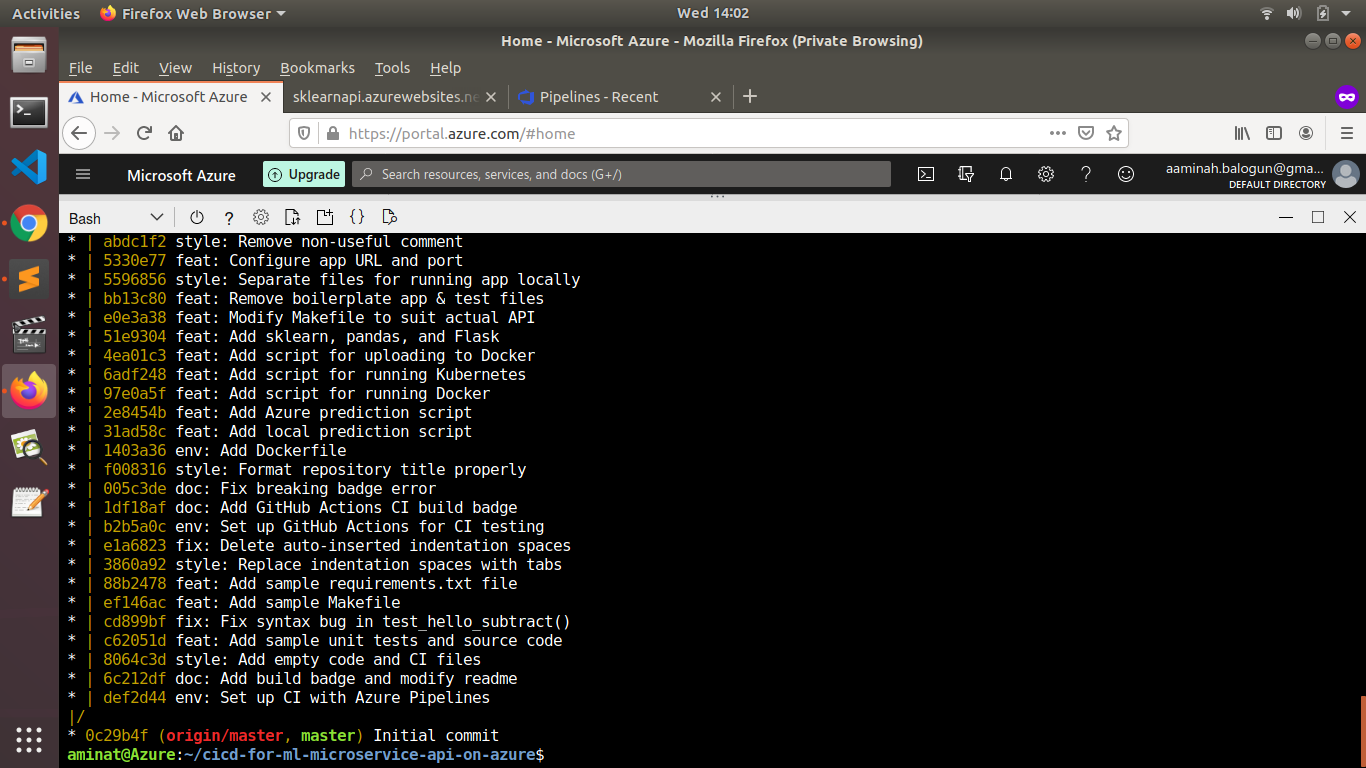 Activities Firefox Web Browser Wed 14:02
Home - Microsoft Azure - Mozilla Firefox (Private Browsing)
File Edit View History Bookmarks Tools Help
Home - Microsoft Azure sklearnapi.azurewebsites.ne Pipelines - Recent
https://portal.azure.com/#home
Microsoft Azure Upgrade Search resources, services, and docs (G+/) aaminah.balogun@gma...
DEFAULT DIRECTORY
Bash
* | abdc1f2 style: Remove non-useful comment
* | 5330e77 feat: Configure app URL and port
* | 5596856 style: Separate files for running app locally
* | bb13c80 feat: Remove boilerplate app & test files
* | e0e3a38 feat: Modify Makefile to suit actual API
* | 51e9304 feat: Add sklearn, pandas, and Flask
* | 4ea01c3 feat: Add script for uploading to Docker
* | 6adf248 feat: Add script for running Kubernetes
* | 97e0a5f feat: Add script for running Docker
* | 2e8454b feat: Add Azure prediction script
* | 31ad58c feat: Add local prediction script
* | 1403a36 env: Add Dockerfile
* | f008316 style: Format repository title properly
* | 005c3de doc: Fix breaking badge error
* | 1df18af doc: Add GitHub Actions CI build badge
* | b2b5a0c env: Set up GitHub Actions for CI testing
* | e1a6823 fix: Delete auto-inserted indentation spaces
* | 3860a92 style: Replace indentation spaces with tabs
* | 88b2478 feat: Add sample requirements.txt file
* | ef146ac feat: Add sample Makefile
* | cd899bf fix: Fix syntax bug in test_hello_subtract()
* | c62051d feat: Add sample unit tests and source code
* | 8064c3d style: Add empty code and CI files
* | 6c212df doc: Add build badge and modify readme
* | def2d44 env: Set up CI with Azure Pipelines
|/
* 0c29b4f (origin/master, master) Initial commit
aminat@Azure:~/cicd-for-ml-microservice-api-on-azure$